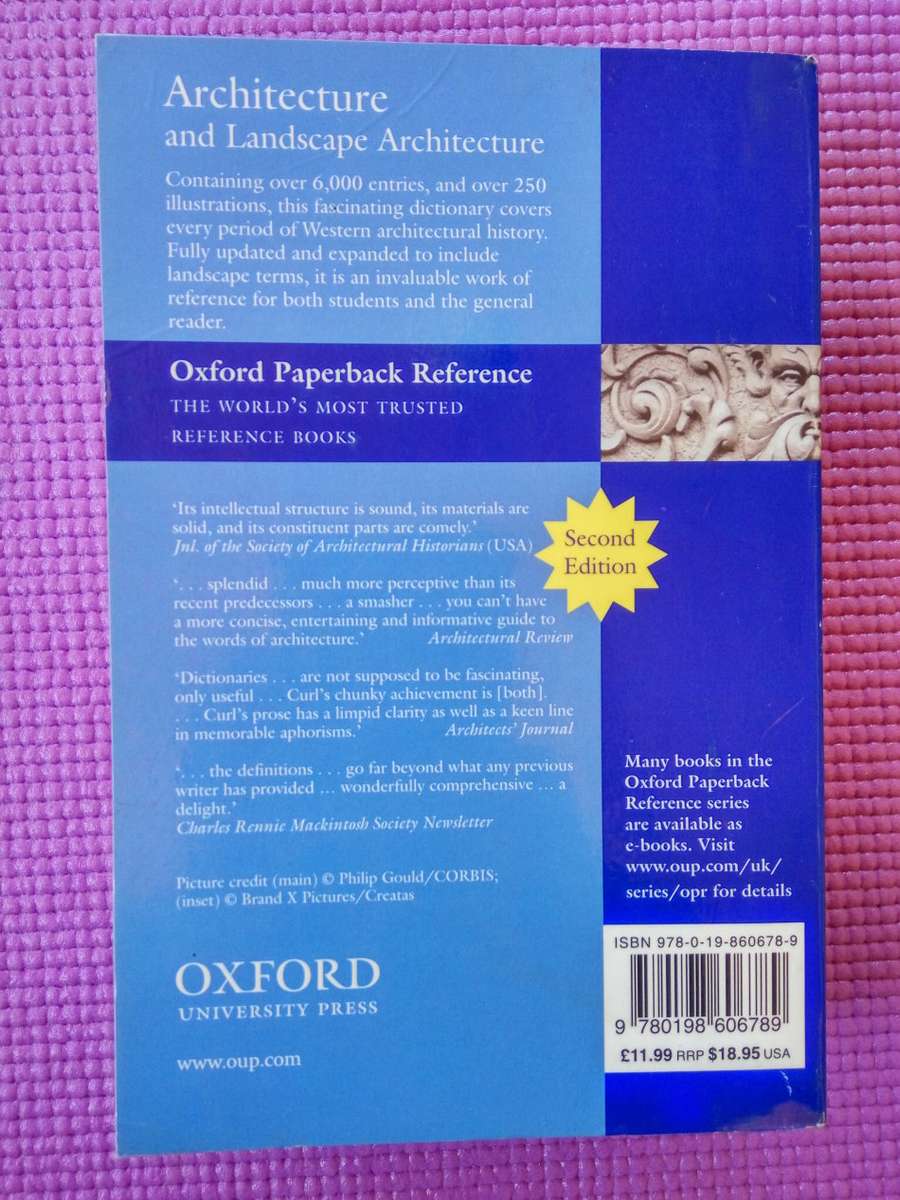 Architecture
and Landscape Architecture
Containing over 6,000 entries, and over 250
illustrations, this fascinating dictionary covers
every period of Western architectural history.
Fully updated and expanded to include
landscape terms, it is an invaluable work of
reference for both students and the general
reader.
Oxford Paperback Reference
THE WORLD'S MOST TRUSTED
REFERENCE BOOKS
‘Its intellectual structure is sound, its materials are
solid, and its constituent parts are comely.’
Jnl. of the Society of Architectural Historians (USA)
Second
Edition
‘. . . splendid . . . much more perceptive than its
recent predecessors . . . a smasher . . . you can’t have
a more concise, entertaining and informative guide to
the words of architecture.’ Architectural Review
‘Dictionaries . . . are not supposed to be fascinating,
only useful . . . Curl’s chunky achievement is [both].
. . . Curl’s prose has a limpid clarity as well as a keen line
in memorable aphorisms.’ Architects’ Journal
‘. . . the definitions . . . go far beyond what any previous
writer has provided ... wonderfully comprehensive ... a
delight.’
Charles Rennie Mackintosh Society Newsletter
Picture credit (main) © Philip Gould/CORBIS;
(inset) © Brand X Pictures/Creatas
OXFORD
UNIVERSITY PRESS
www.oup.com
Many books in the
Oxford Paperback
Reference series
are available as
e-books. Visit
www.oup.com/uk/
series/opr for details
ISBN 978-0-19-860678-9
9 780198 606789
£11.99 RRP $18.95 USA